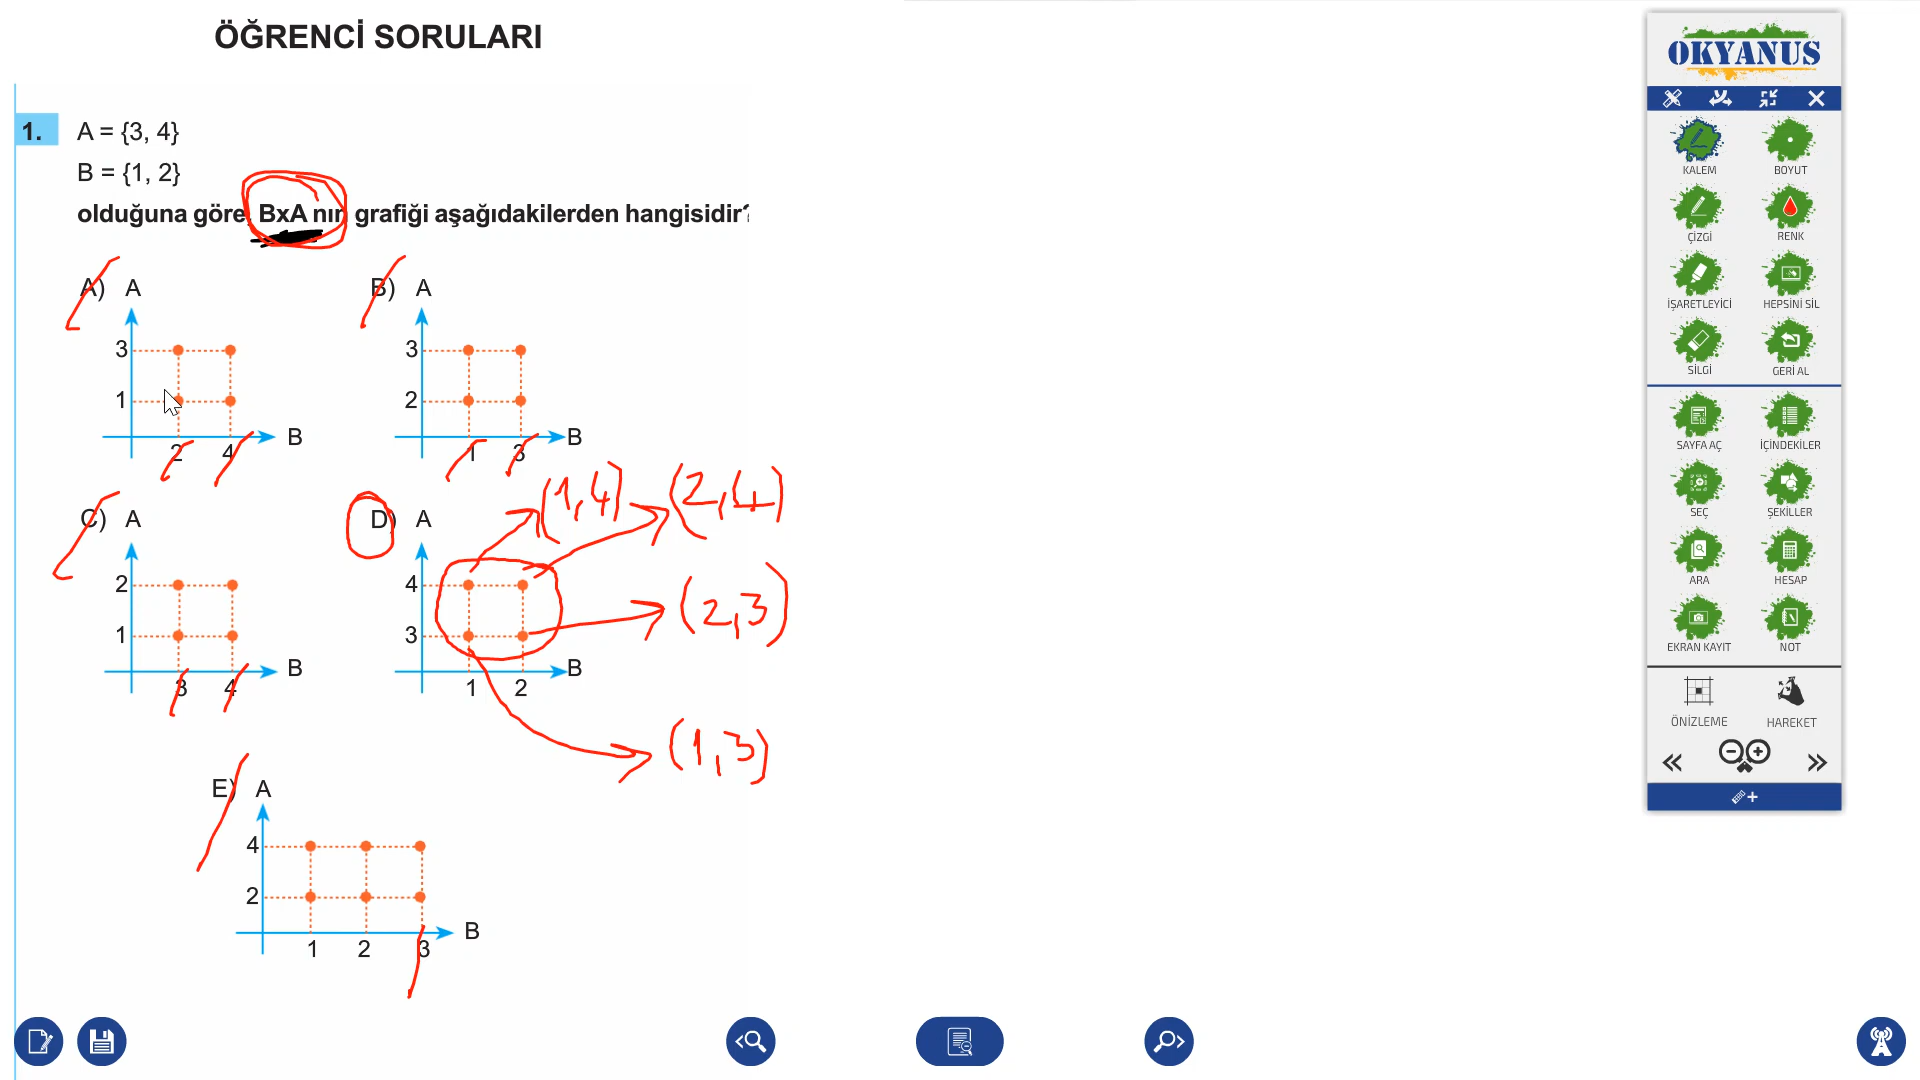 ÖĞRENCİ SORULARI
1. A = {3, 4}
B = {1, 2}
olduğuna göre BxA nın grafiği aşağıdakilerden hangisidir?
A) A
3
1
2 4
B
B) A
3
2
1 3
B
C) A
2
1
3 4
B
D) A
4
3
1 2
B
(1,4)
(2,4)
(2,3)
(1,3)
E) A
4
2
1 2 3
B
OKYANUS
KALEM BOYUT
ÇİZGİ RENK
İŞARETLEYİCİ HEPSİNİ SİL
SİLGİ GERİ AL
SAYFA AÇ İÇİNDEKİLER
SEÇ ŞEKİLLER
ARA HESAP
EKRAN KAYIT NOT
ÖNİZLEME HAREKET